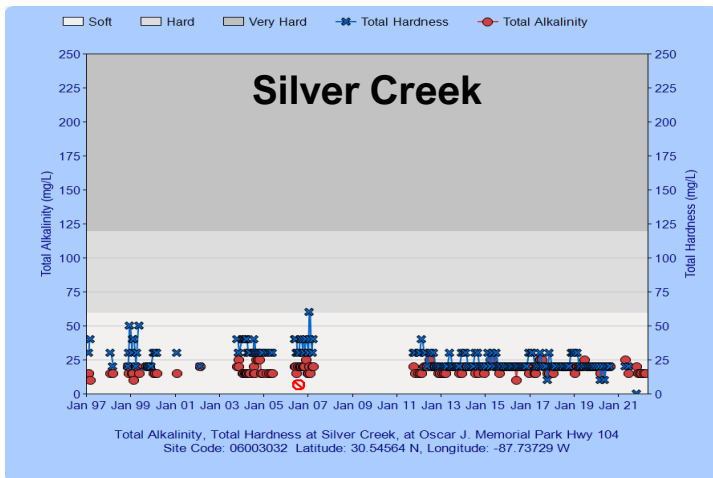 Soft Hard Very Hard Total Hardness Total Alkalinity
250 250
Silver Creek
225 225
200 200
175 175
150 150
125 125
100 100
75 75
50 50
25 25
0 0
Total Alkalinity (mg/L)
Total Hardness (mg/L)
Jan 97 Jan 99 Jan 01 Jan 03 Jan 05 Jan 07 Jan 09 Jan 11 Jan 13 Jan 15 Jan 17 Jan 19 Jan 21
Total Alkalinity, Total Hardness at Silver Creek, at Oscar J. Memorial Park Hwy 104
Site Code: 06003032 Latitude: 30.54564 N, Longitude: -87.73729 W